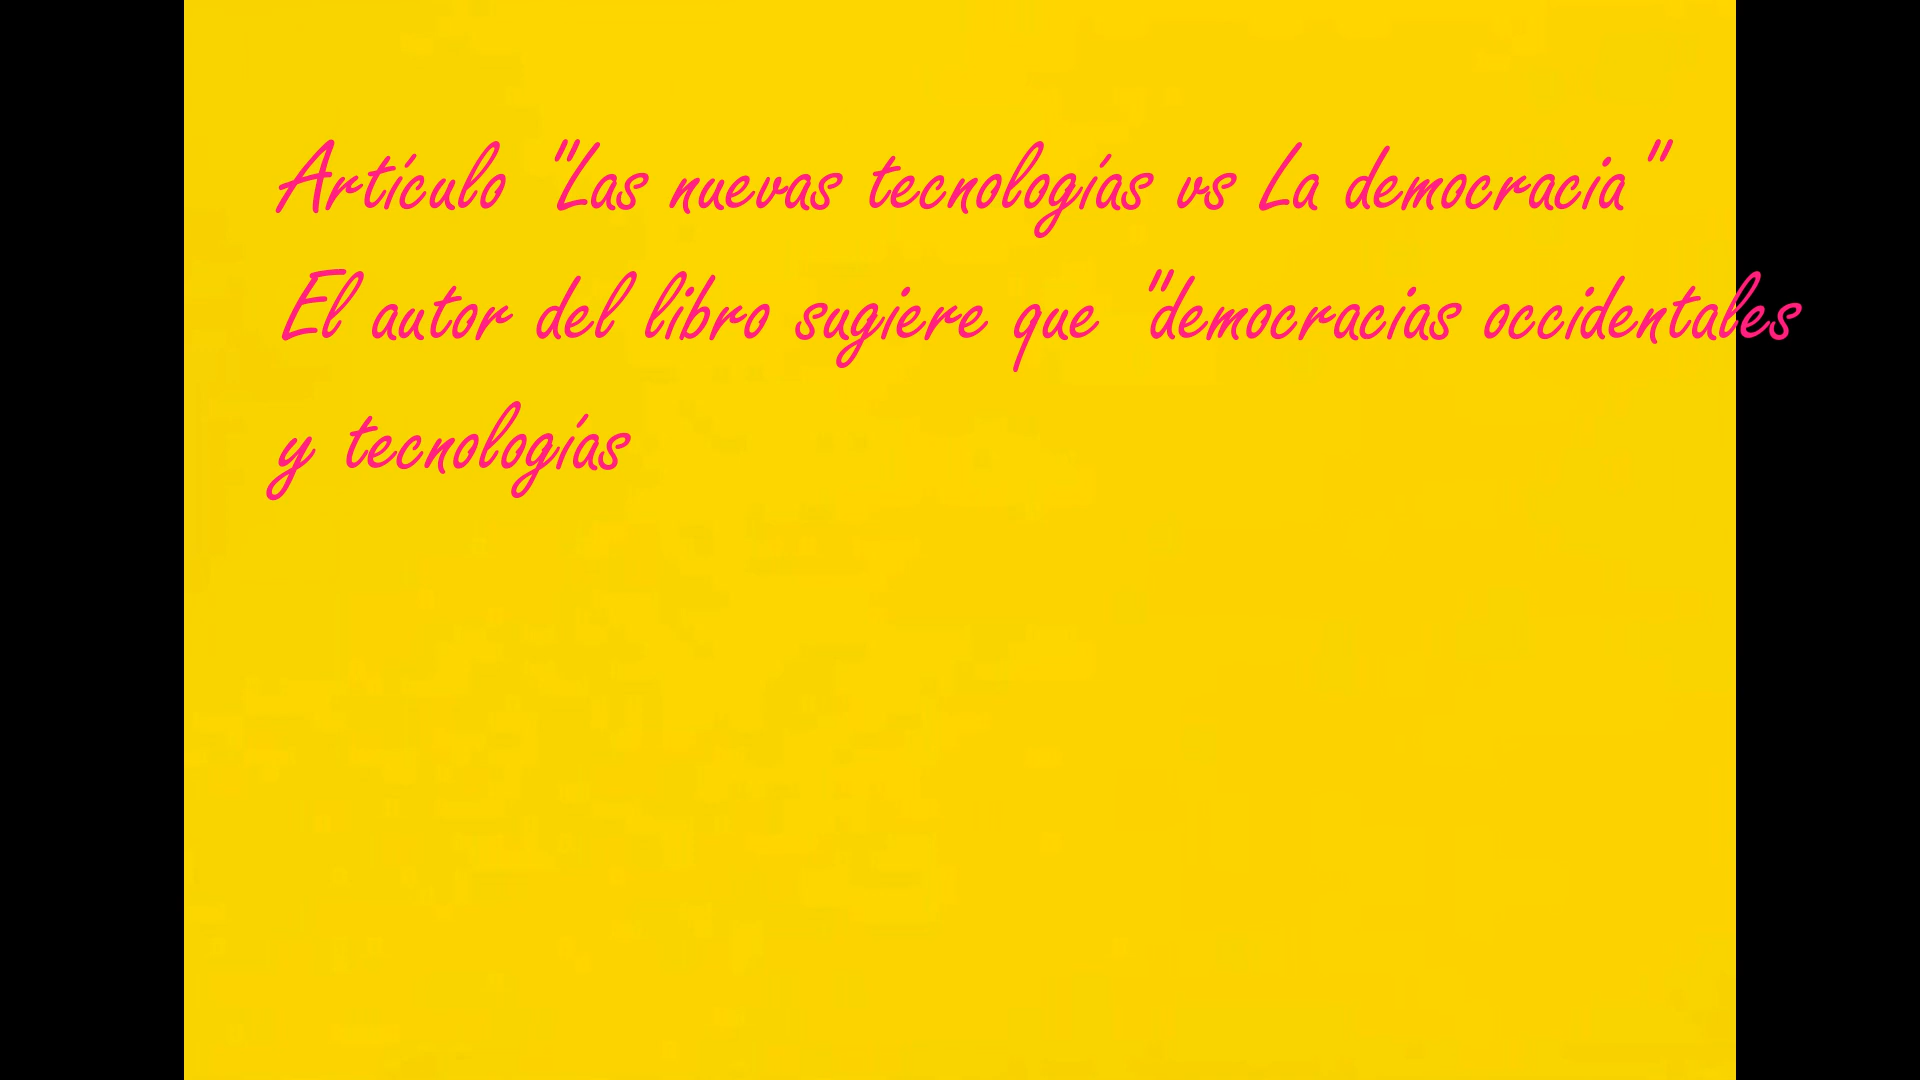 Artículo "Las nuevas tecnologías vs La democracia"
El autor del libro sugiere que "democracias occidentales
y tecnologías